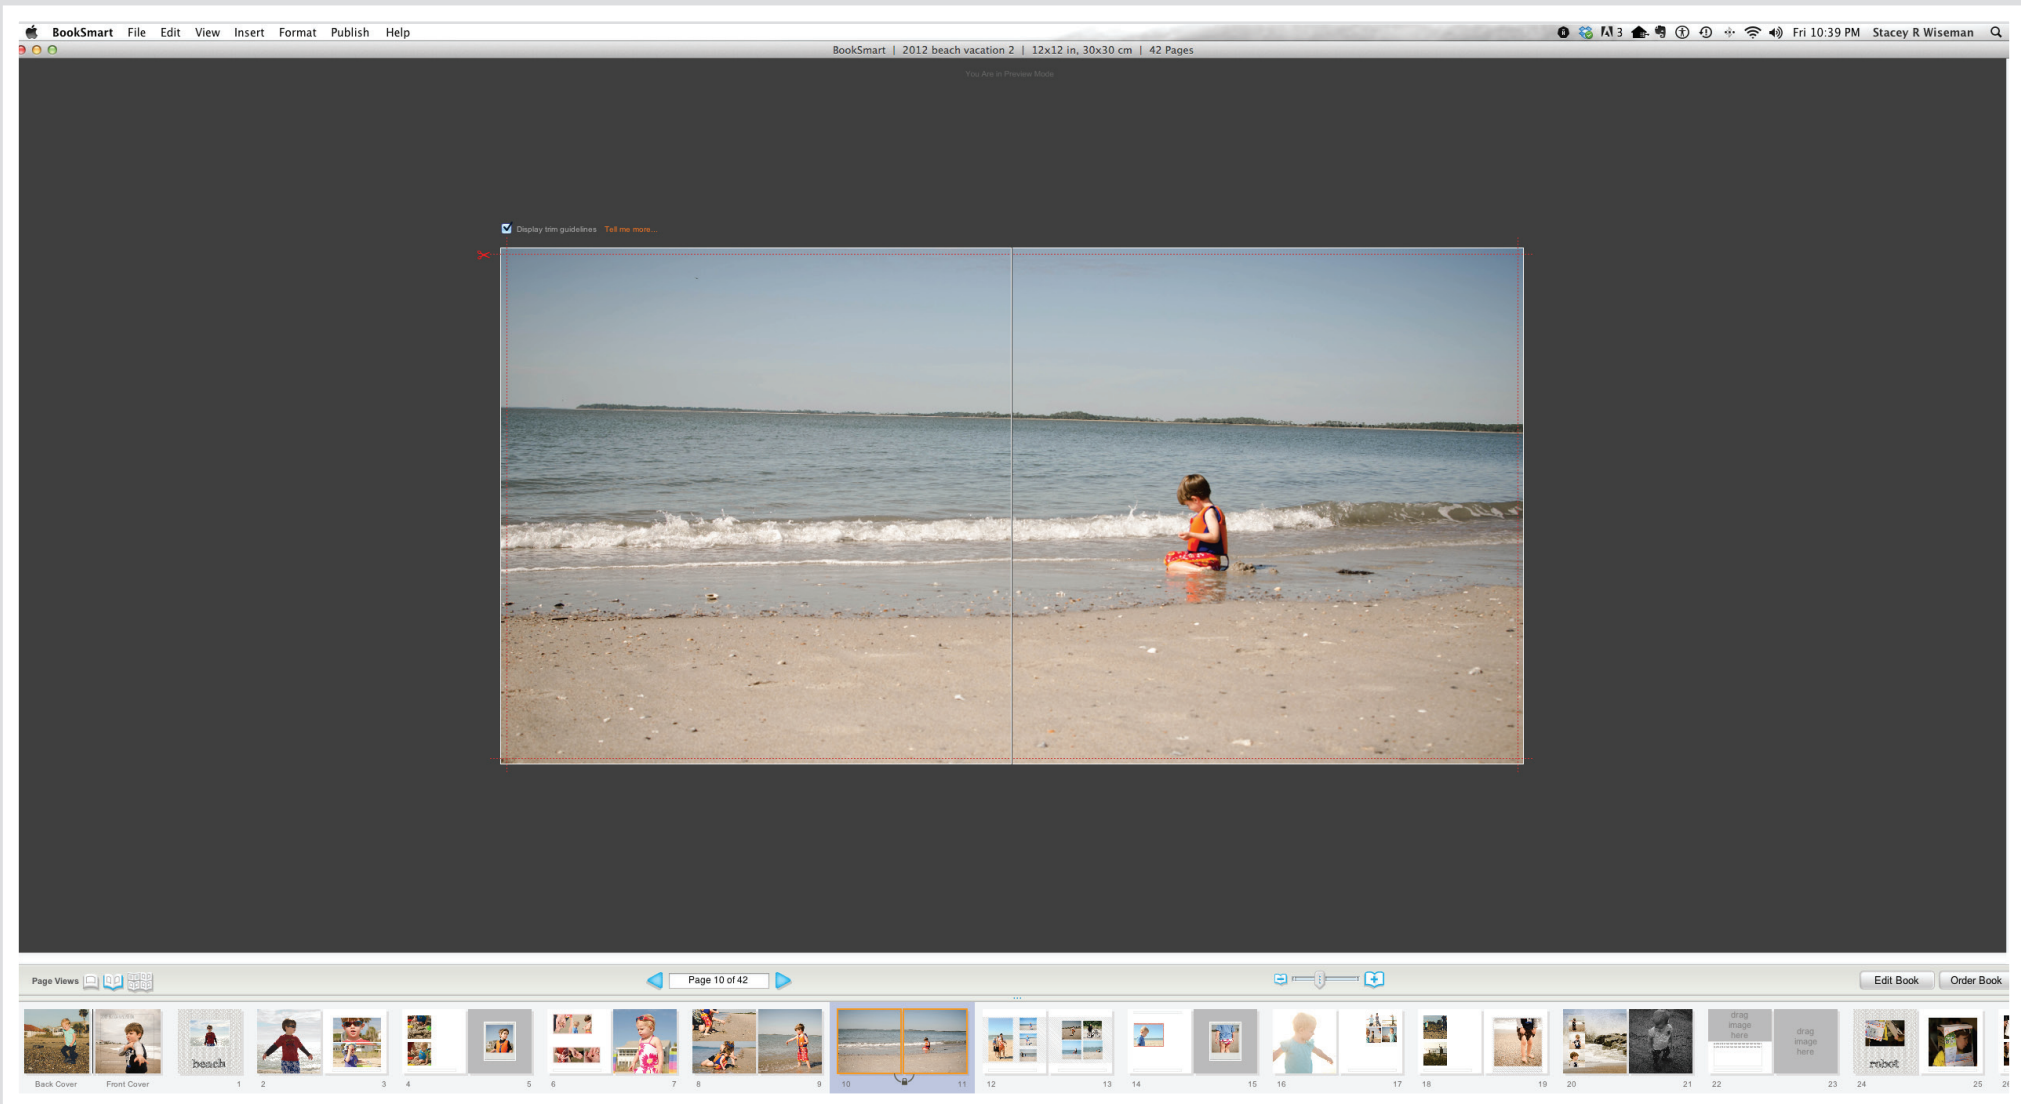 BookSmart File Edit View Insert Format Publish Help
3 Fri 10:39 PM Stacey R Wiseman
BookSmart | 2012 beach vacation 2 | 12x12 in, 30x30 cm | 42 Pages
You Are in Preview Mode
Display trim guidelines Tell me more...
Page Views
Page 10 of 42
Edit Book
Order Book
beach
drag
image
here
drag
image
here
robot
Back Cover Front Cover 1 2 3 4 5 6 7 8 9 10 11 12 13 14 15 16 17 18 19 20 21 22 23 24 25